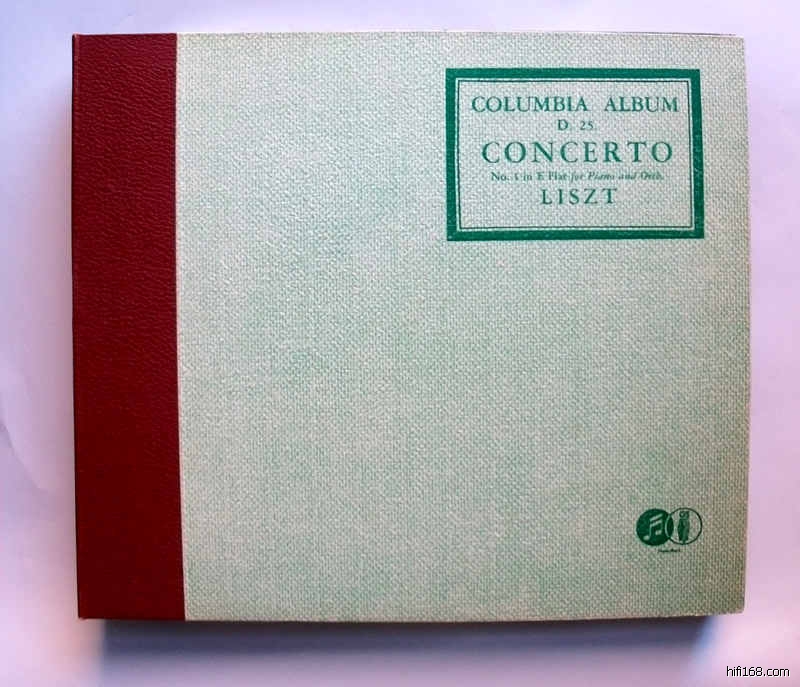 COLUMBIA ALBUM
D. 25.
CONCERTO
No. 1 in E Flat for Piano and Orch.
LISZT
hifi168.com